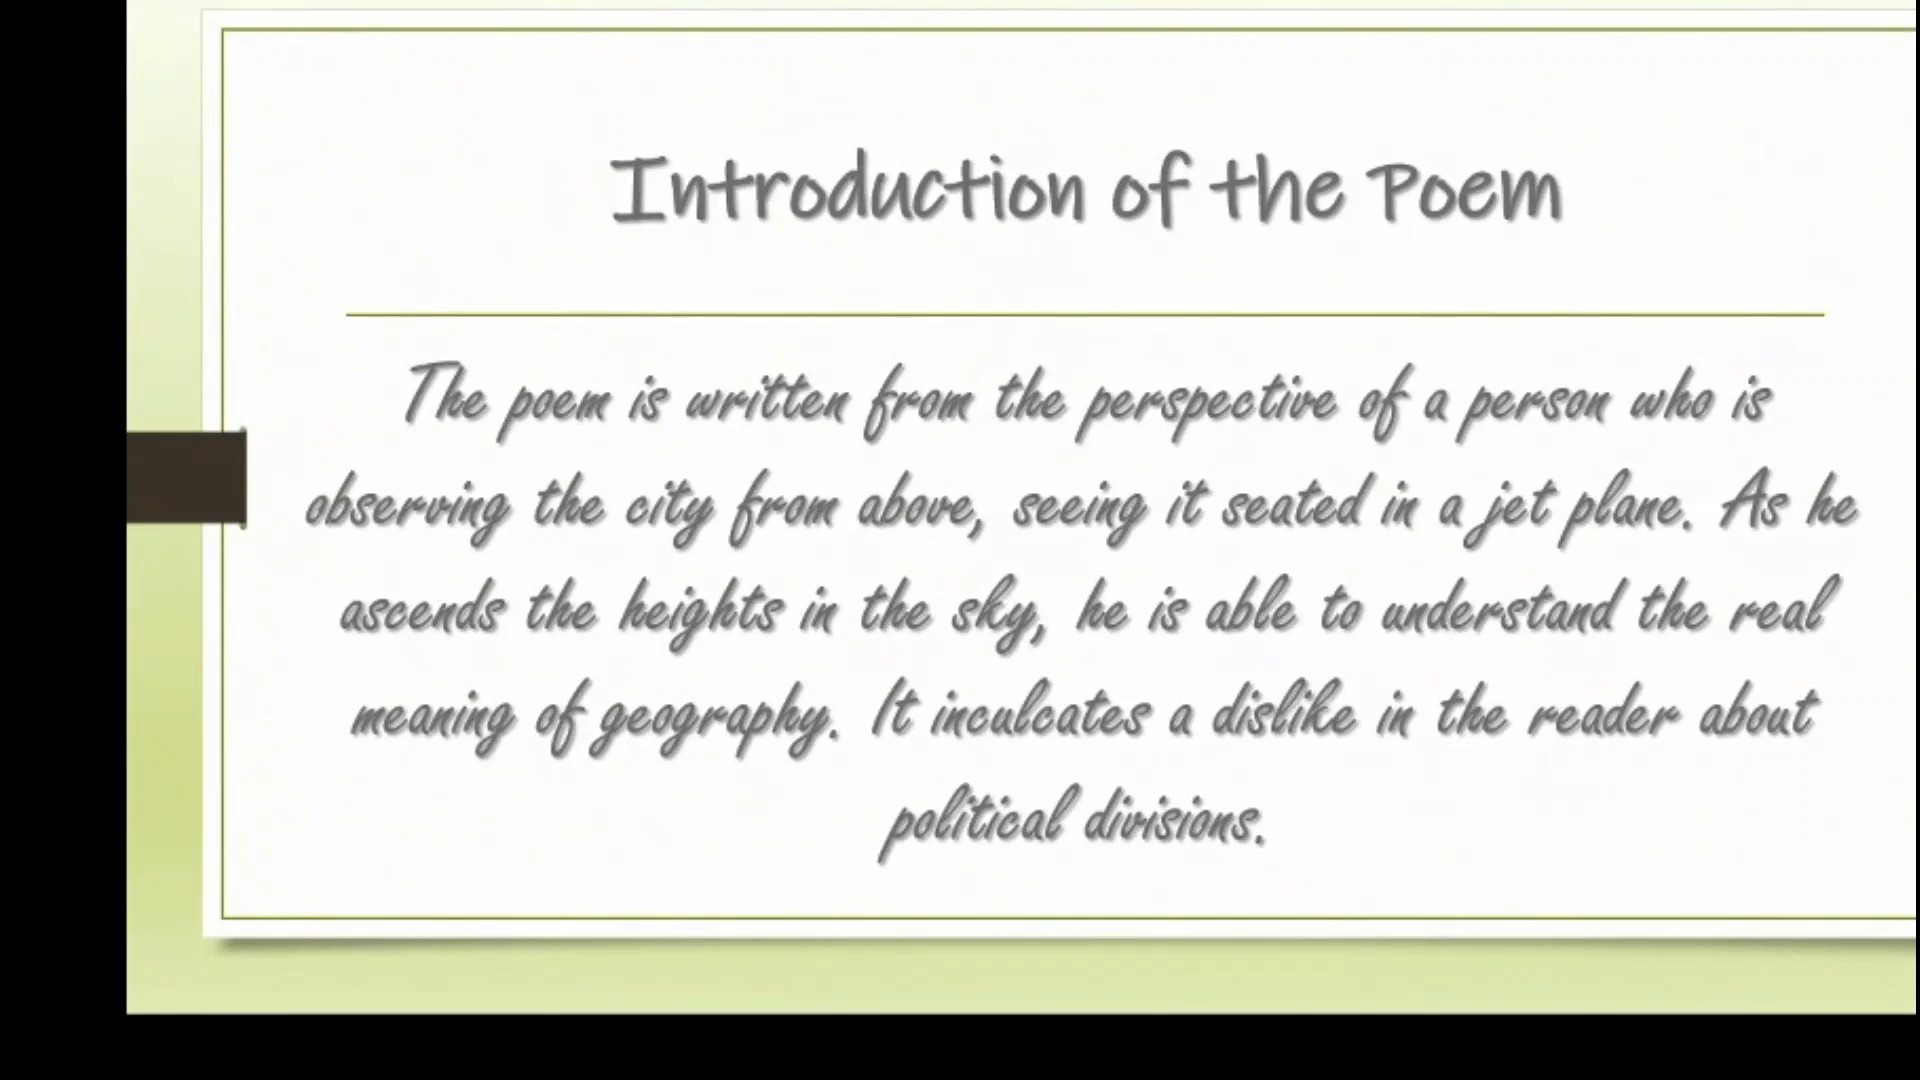 Introduction of the Poem
The poem is written from the perspective of a person who is
observing the city from above, seeing it seated in a jet plane. As he
ascends the heights in the sky, he is able to understand the real
meaning of geography. It inculcates a dislike in the reader about
political divisions.